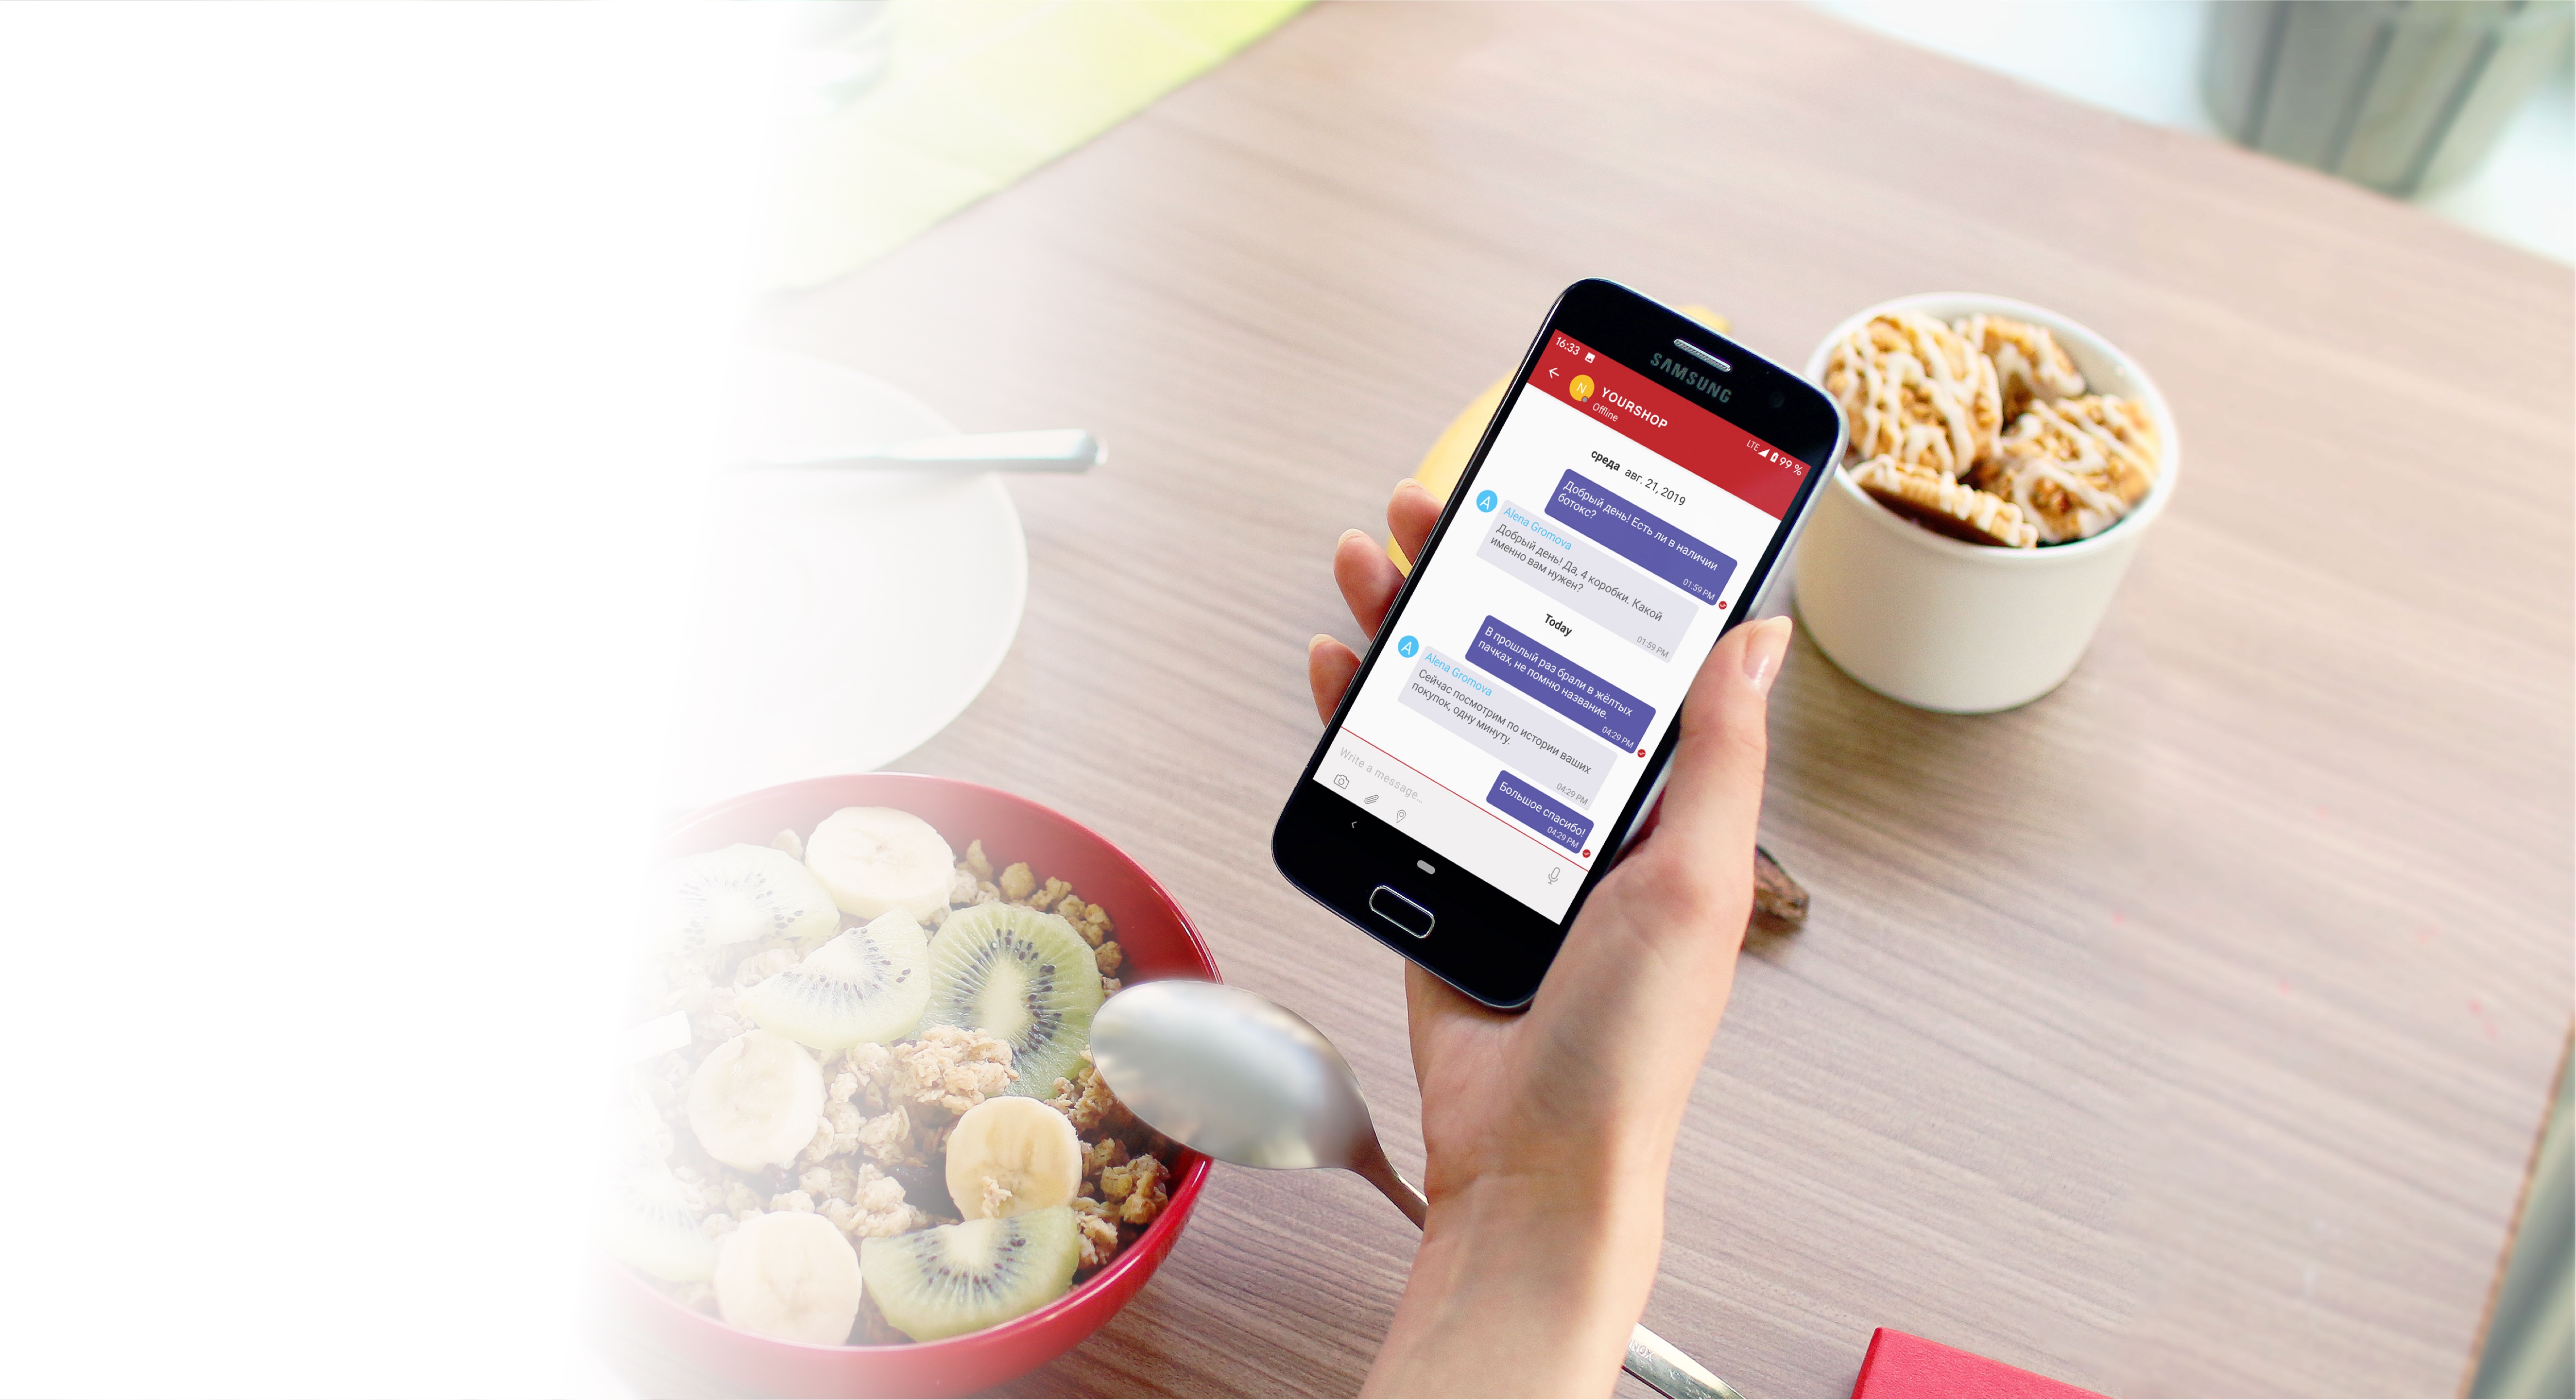 SAMSUNG
16:33
LTE 99 %
N
YOURSHOP
Offline
среда авг. 21, 2019
Добрый день! Есть ли в наличии
ботокс?
01:59 PM
A
Alena Gromova
Добрый день! Да, 4 коробки. Какой
именно вам нужен?
01:59 PM
Today
В прошлый раз брали в жёлтых
пачках, не помню название.
04:29 PM
A
Alena Gromova
Сейчас посмотрим по истории ваших
покупок, одну минуту.
04:29 PM
Большое спасибо!
04:29 PM
Write a message...